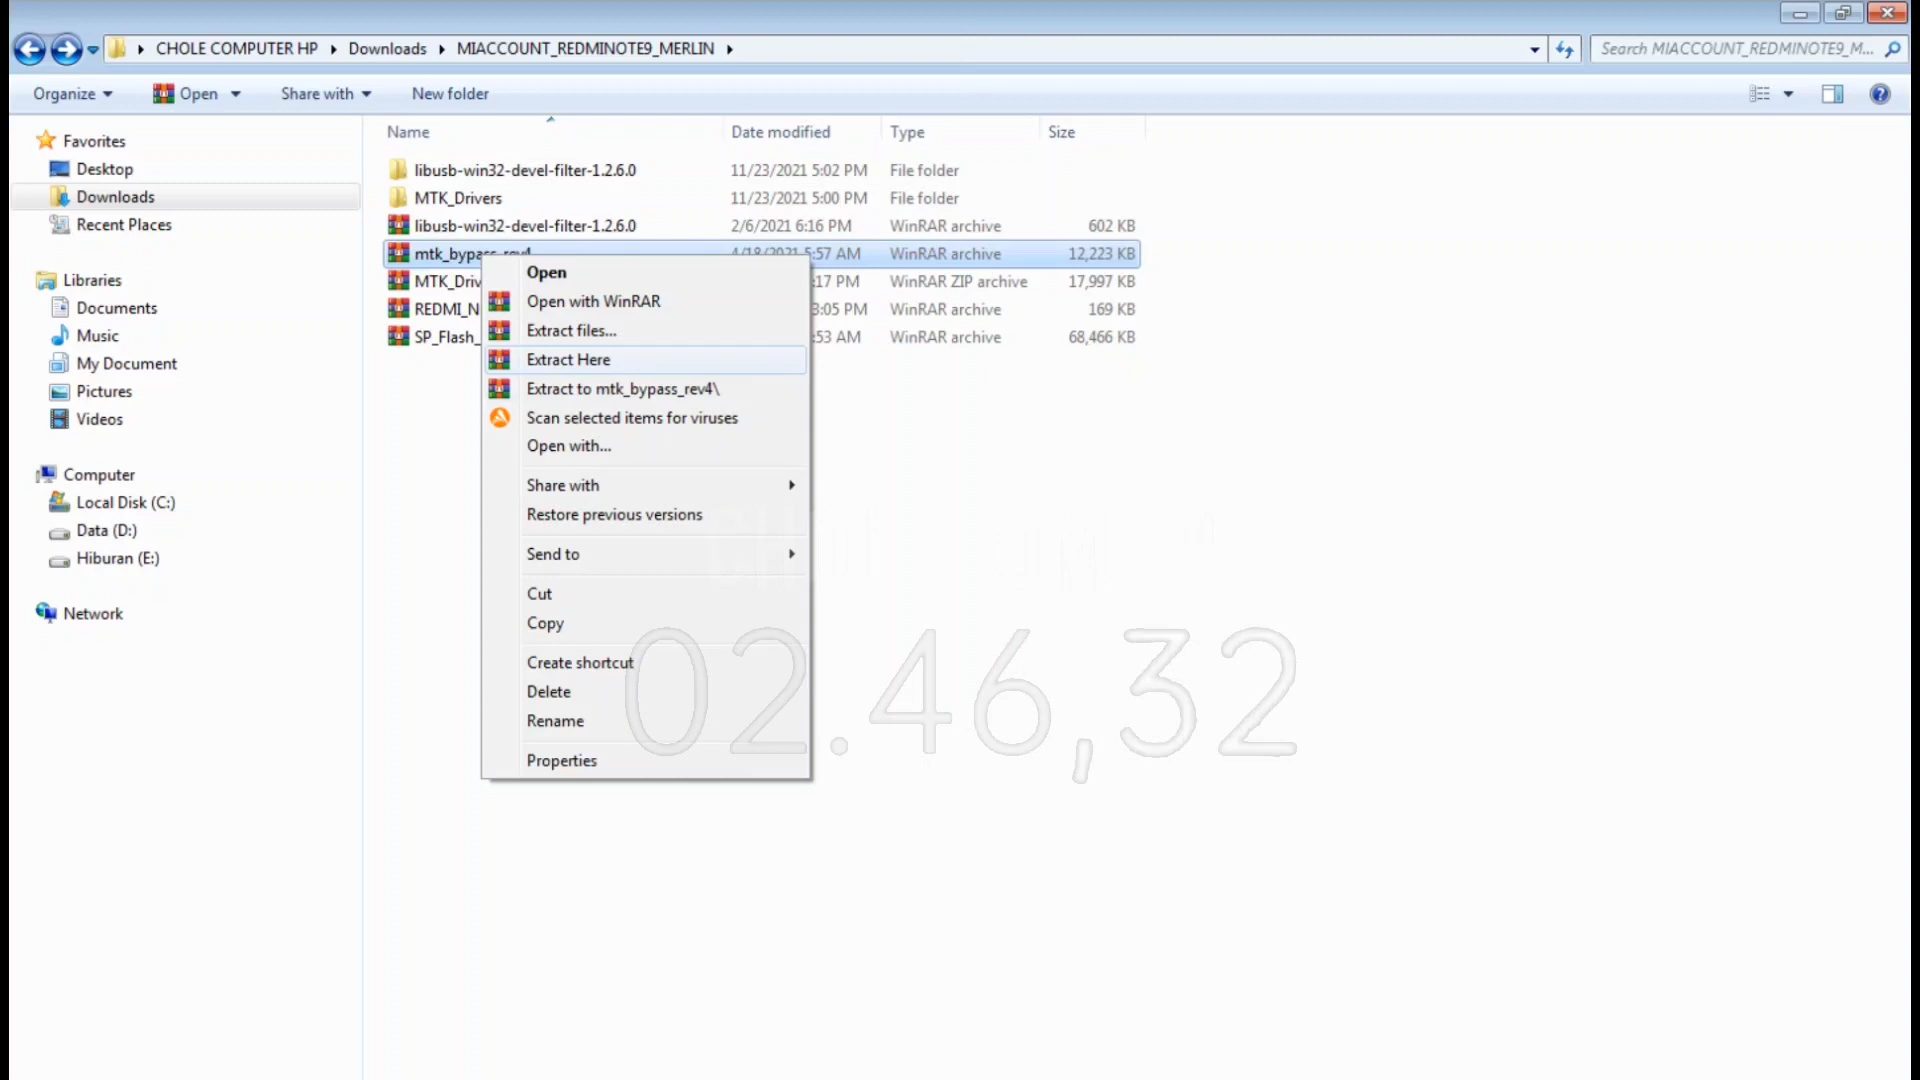 CHOLE COMPUTER HP Downloads MIACCOUNT_REDMINOTE9_MERLIN
Search MIACCOUNT_REDMINOTE9_M...
Organize Open Share with New folder
Favorites
Desktop
Downloads
Recent Places
Libraries
Documents
Music
My Document
Pictures
Videos
Computer
Local Disk (C:)
Data (D:)
Hiburan (E:)
Network
Name Date modified Type Size
libusb-win32-devel-filter-1.2.6.0 11/23/2021 5:02 PM File folder
MTK_Drivers 11/23/2021 5:00 PM File folder
libusb-win32-devel-filter-1.2.6.0 2/6/2021 6:16 PM WinRAR archive 602 KB
mtk_bypass_rev4 4/18/2021 5:57 AM WinRAR archive 12,223 KB
MTK_Driv :17 PM WinRAR ZIP archive 17,997 KB
REDMI_N 3:05 PM WinRAR archive 169 KB
SP_Flash_ :53 AM WinRAR archive 68,466 KB
Open
Open with WinRAR
Extract files...
Extract Here
Extract to mtk_bypass_rev4\
Scan selected items for viruses
Open with...
Share with
Restore previous versions
Send to
Cut
Copy
Create shortcut
Delete
Rename
Properties
02.46,32